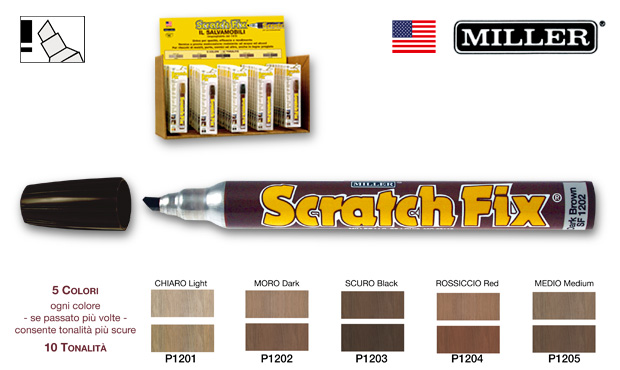 MILLER®
Scratch Fix®
IL SALVAMOBILI
MILLER
Scratch Fix®
Dark Brown
SF 1202
5 COLORI
ogni colore
- se passato più volte -
consente tonalità più scure
10 TONALITÀ
CHIARO Light
MORO Dark
SCURO Black
ROSSICCIO Red
MEDIO Medium
P1201
P1202
P1203
P1204
P1205